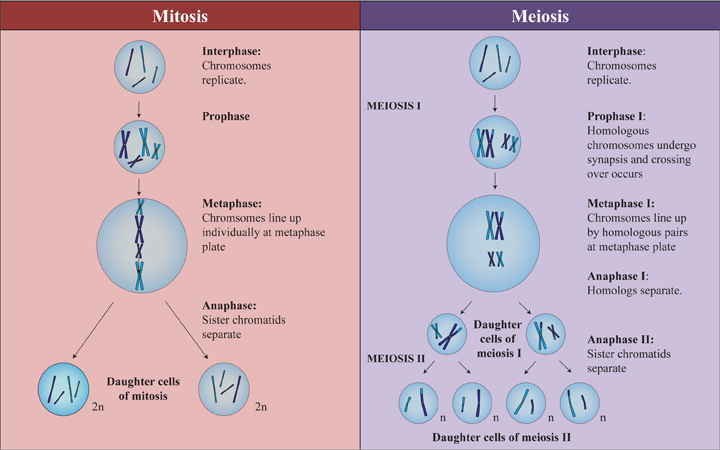 Mitosis
Interphase:
Chromosomes
replicate.
Prophase
Metaphase:
Chromsomes line up
individually at metaphase
plate
Anaphase:
Sister chromatids
separate
Daughter cells
of mitosis
2n
2n
Meiosis
Interphase:
Chromosomes
replicate.
MEIOSIS I
Prophase I:
Homologous
chromosomes undergo
synapsis and crossing
over occurs
Metaphase I:
Chromsomes line up
by homologous pairs
at metaphase plate
Anaphase I:
Homologs separate.
Daughter
cells of
meiosis I
MEIOSIS II
Anaphase II:
Sister chromatids
separate
n
n
n
n
Daughter cells of meiosis II